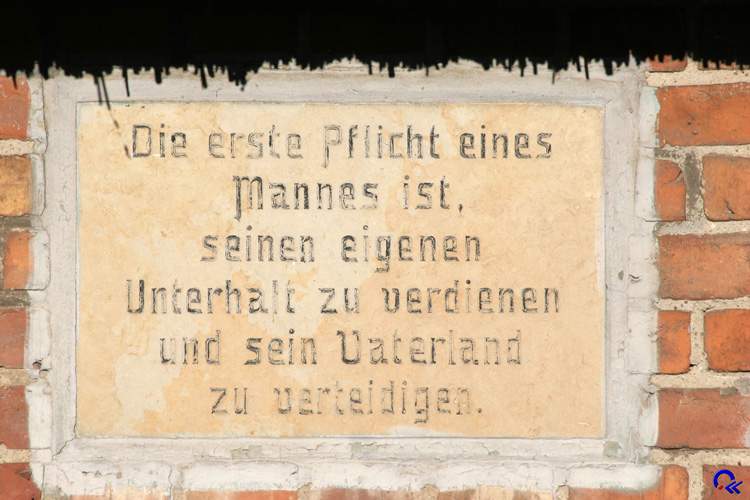 Die erste Pflicht eines
Mannes ist,
seinen eigenen
Unterhalt zu verdienen
und sein Vaterland
zu verteidigen.